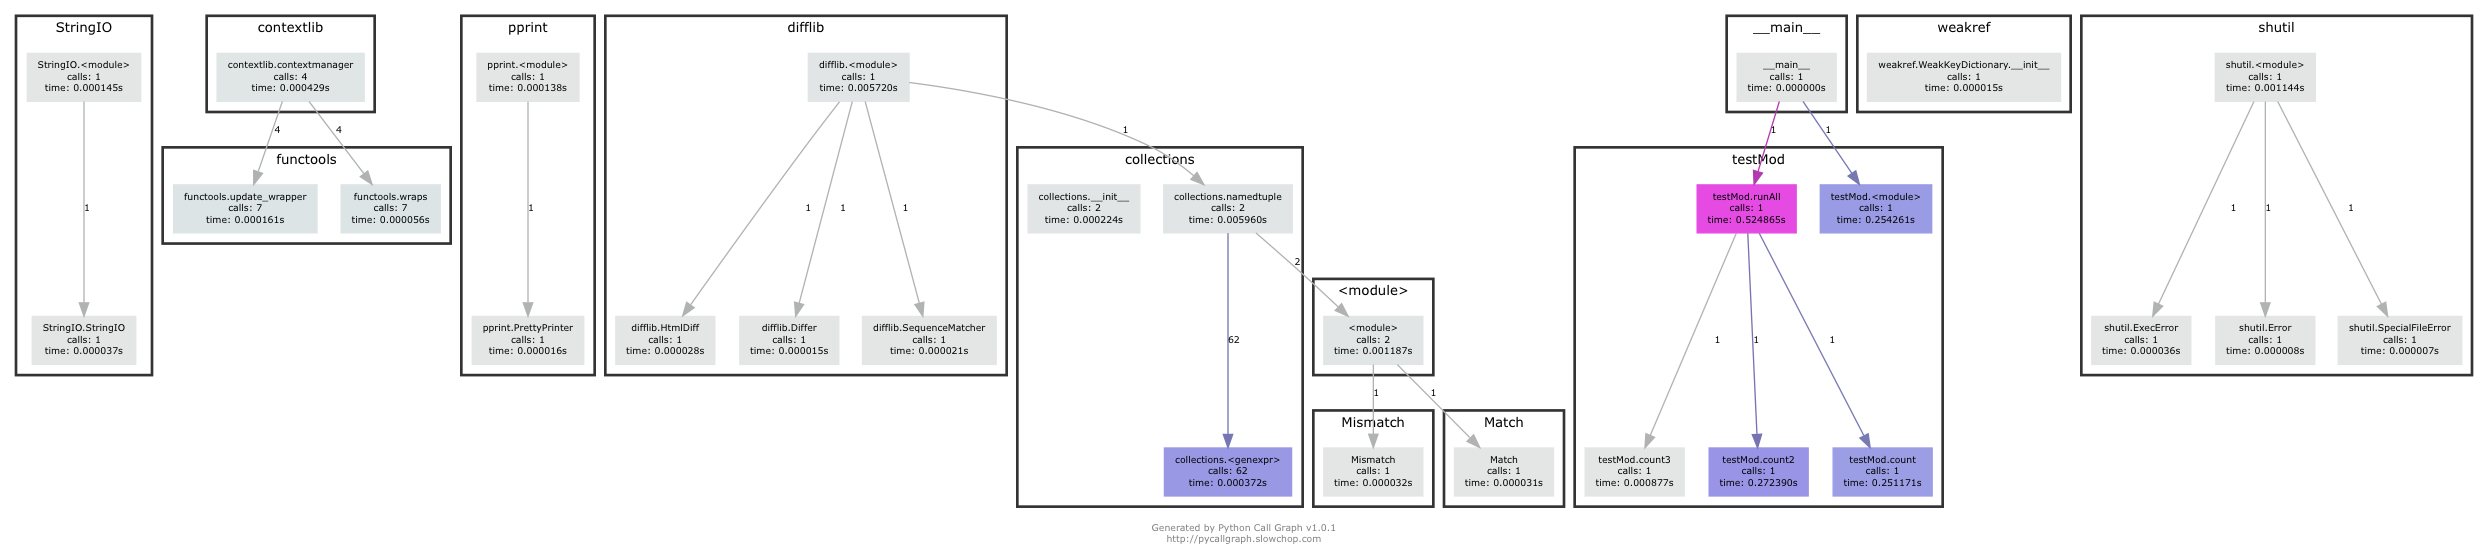 StringIO
StringIO.<module>
calls: 1
time: 0.000145s
1
StringIO.StringIO
calls: 1
time: 0.000037s
contextlib
contextlib.contextmanager
calls: 4
time: 0.000429s
4
4
functools
functools.update_wrapper
calls: 7
time: 0.000161s
functools.wraps
calls: 7
time: 0.000056s
pprint
pprint.<module>
calls: 1
time: 0.000138s
1
pprint.PrettyPrinter
calls: 1
time: 0.000016s
difflib
difflib.<module>
calls: 1
time: 0.005720s
1
1
1
1
difflib.HtmlDiff
calls: 1
time: 0.000028s
difflib.Differ
calls: 1
time: 0.000015s
difflib.SequenceMatcher
calls: 1
time: 0.000021s
collections
collections.__init__
calls: 2
time: 0.000224s
collections.namedtuple
calls: 2
time: 0.005960s
2
62
collections.<genexpr>
calls: 62
time: 0.000372s
<module>
<module>
calls: 2
time: 0.001187s
1
1
Mismatch
Mismatch
calls: 1
time: 0.000032s
Match
Match
calls: 1
time: 0.000031s
__main__
__main__
calls: 1
time: 0.000000s
1
1
testMod
testMod.runAll
calls: 1
time: 0.524865s
testMod.<module>
calls: 1
time: 0.254261s
1
1
1
testMod.count3
calls: 1
time: 0.000877s
testMod.count2
calls: 1
time: 0.272390s
testMod.count
calls: 1
time: 0.251171s
weakref
weakref.WeakKeyDictionary.__init__
calls: 1
time: 0.000015s
shutil
shutil.<module>
calls: 1
time: 0.001144s
1
1
1
shutil.ExecError
calls: 1
time: 0.000036s
shutil.Error
calls: 1
time: 0.000008s
shutil.SpecialFileError
calls: 1
time: 0.000007s
Generated by Python Call Graph v1.0.1
http://pycallgraph.slowchop.com